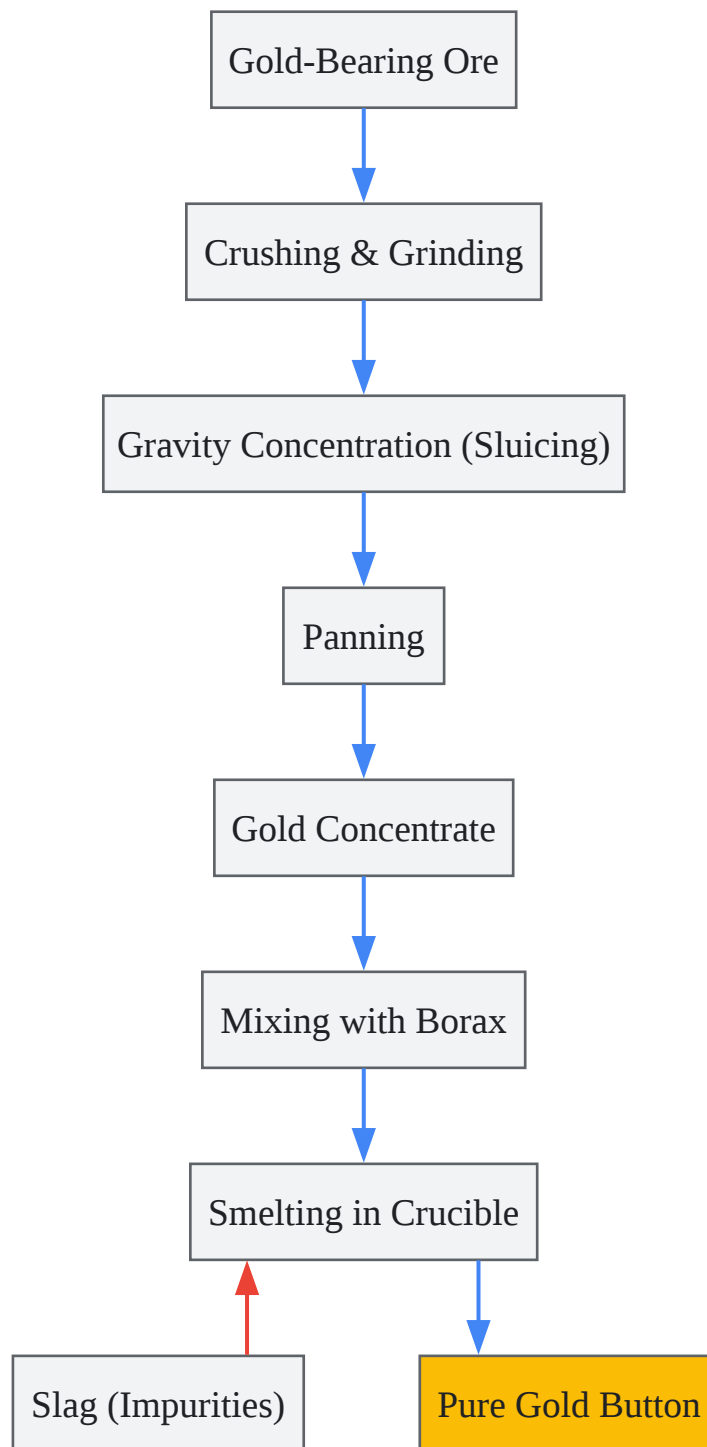 Gold-Bearing Ore
Crushing & Grinding
Gravity Concentration (Sluicing)
Panning
Gold Concentrate
Mixing with Borax
Smelting in Crucible
Slag (Impurities)
Pure Gold Button